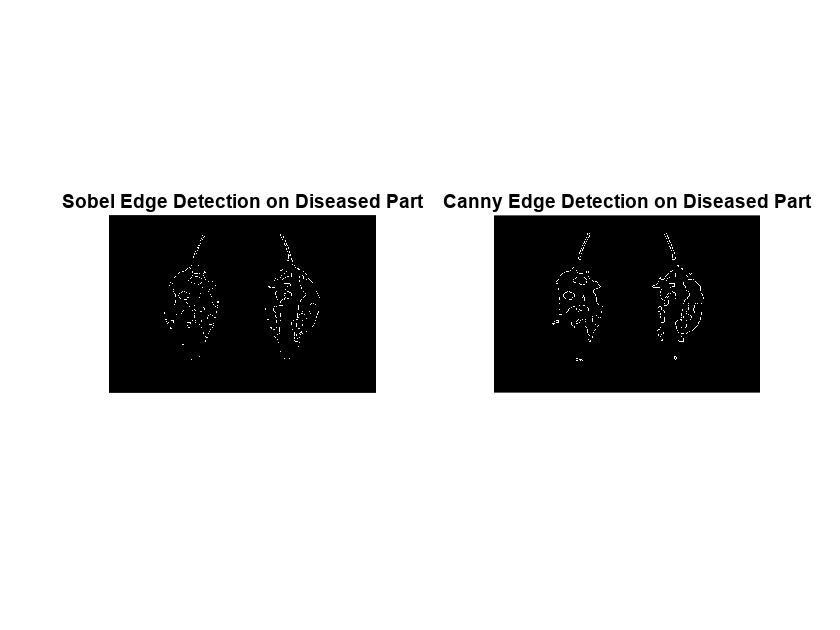 Sobel Edge Detection on Diseased Part
Canny Edge Detection on Diseased Part